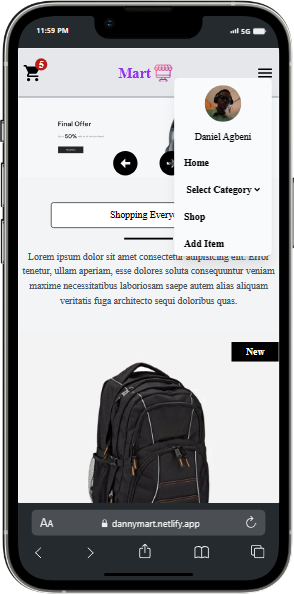 11:59 PM
5G
5
Mart
Final Offer
50%
Daniel Agbeni
Home
Select Category
Shop
Add Item
Shopping Everyo
Lorem ipsum dolor sit amet consectetur adipisicing elit. Error
tenetur, ullam aperiam, esse dolores soluta consequuntur veniam
maxime necessitatibus laboriosam saepe autem alias aliquam
veritatis fuga architecto sequi doloribus quas.
New
AA
dannymart.netlify.app